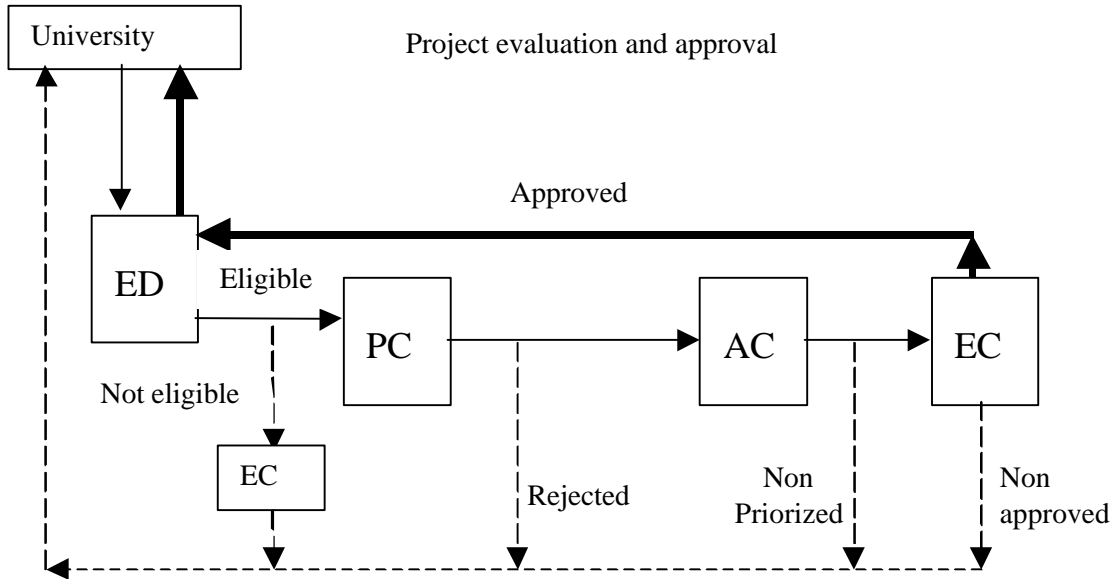 University
Project evaluation and approval
Approved
ED
Eligible
PC
AC
EC
Not eligible
EC
Rejected
Non
Priorized
Non
approved